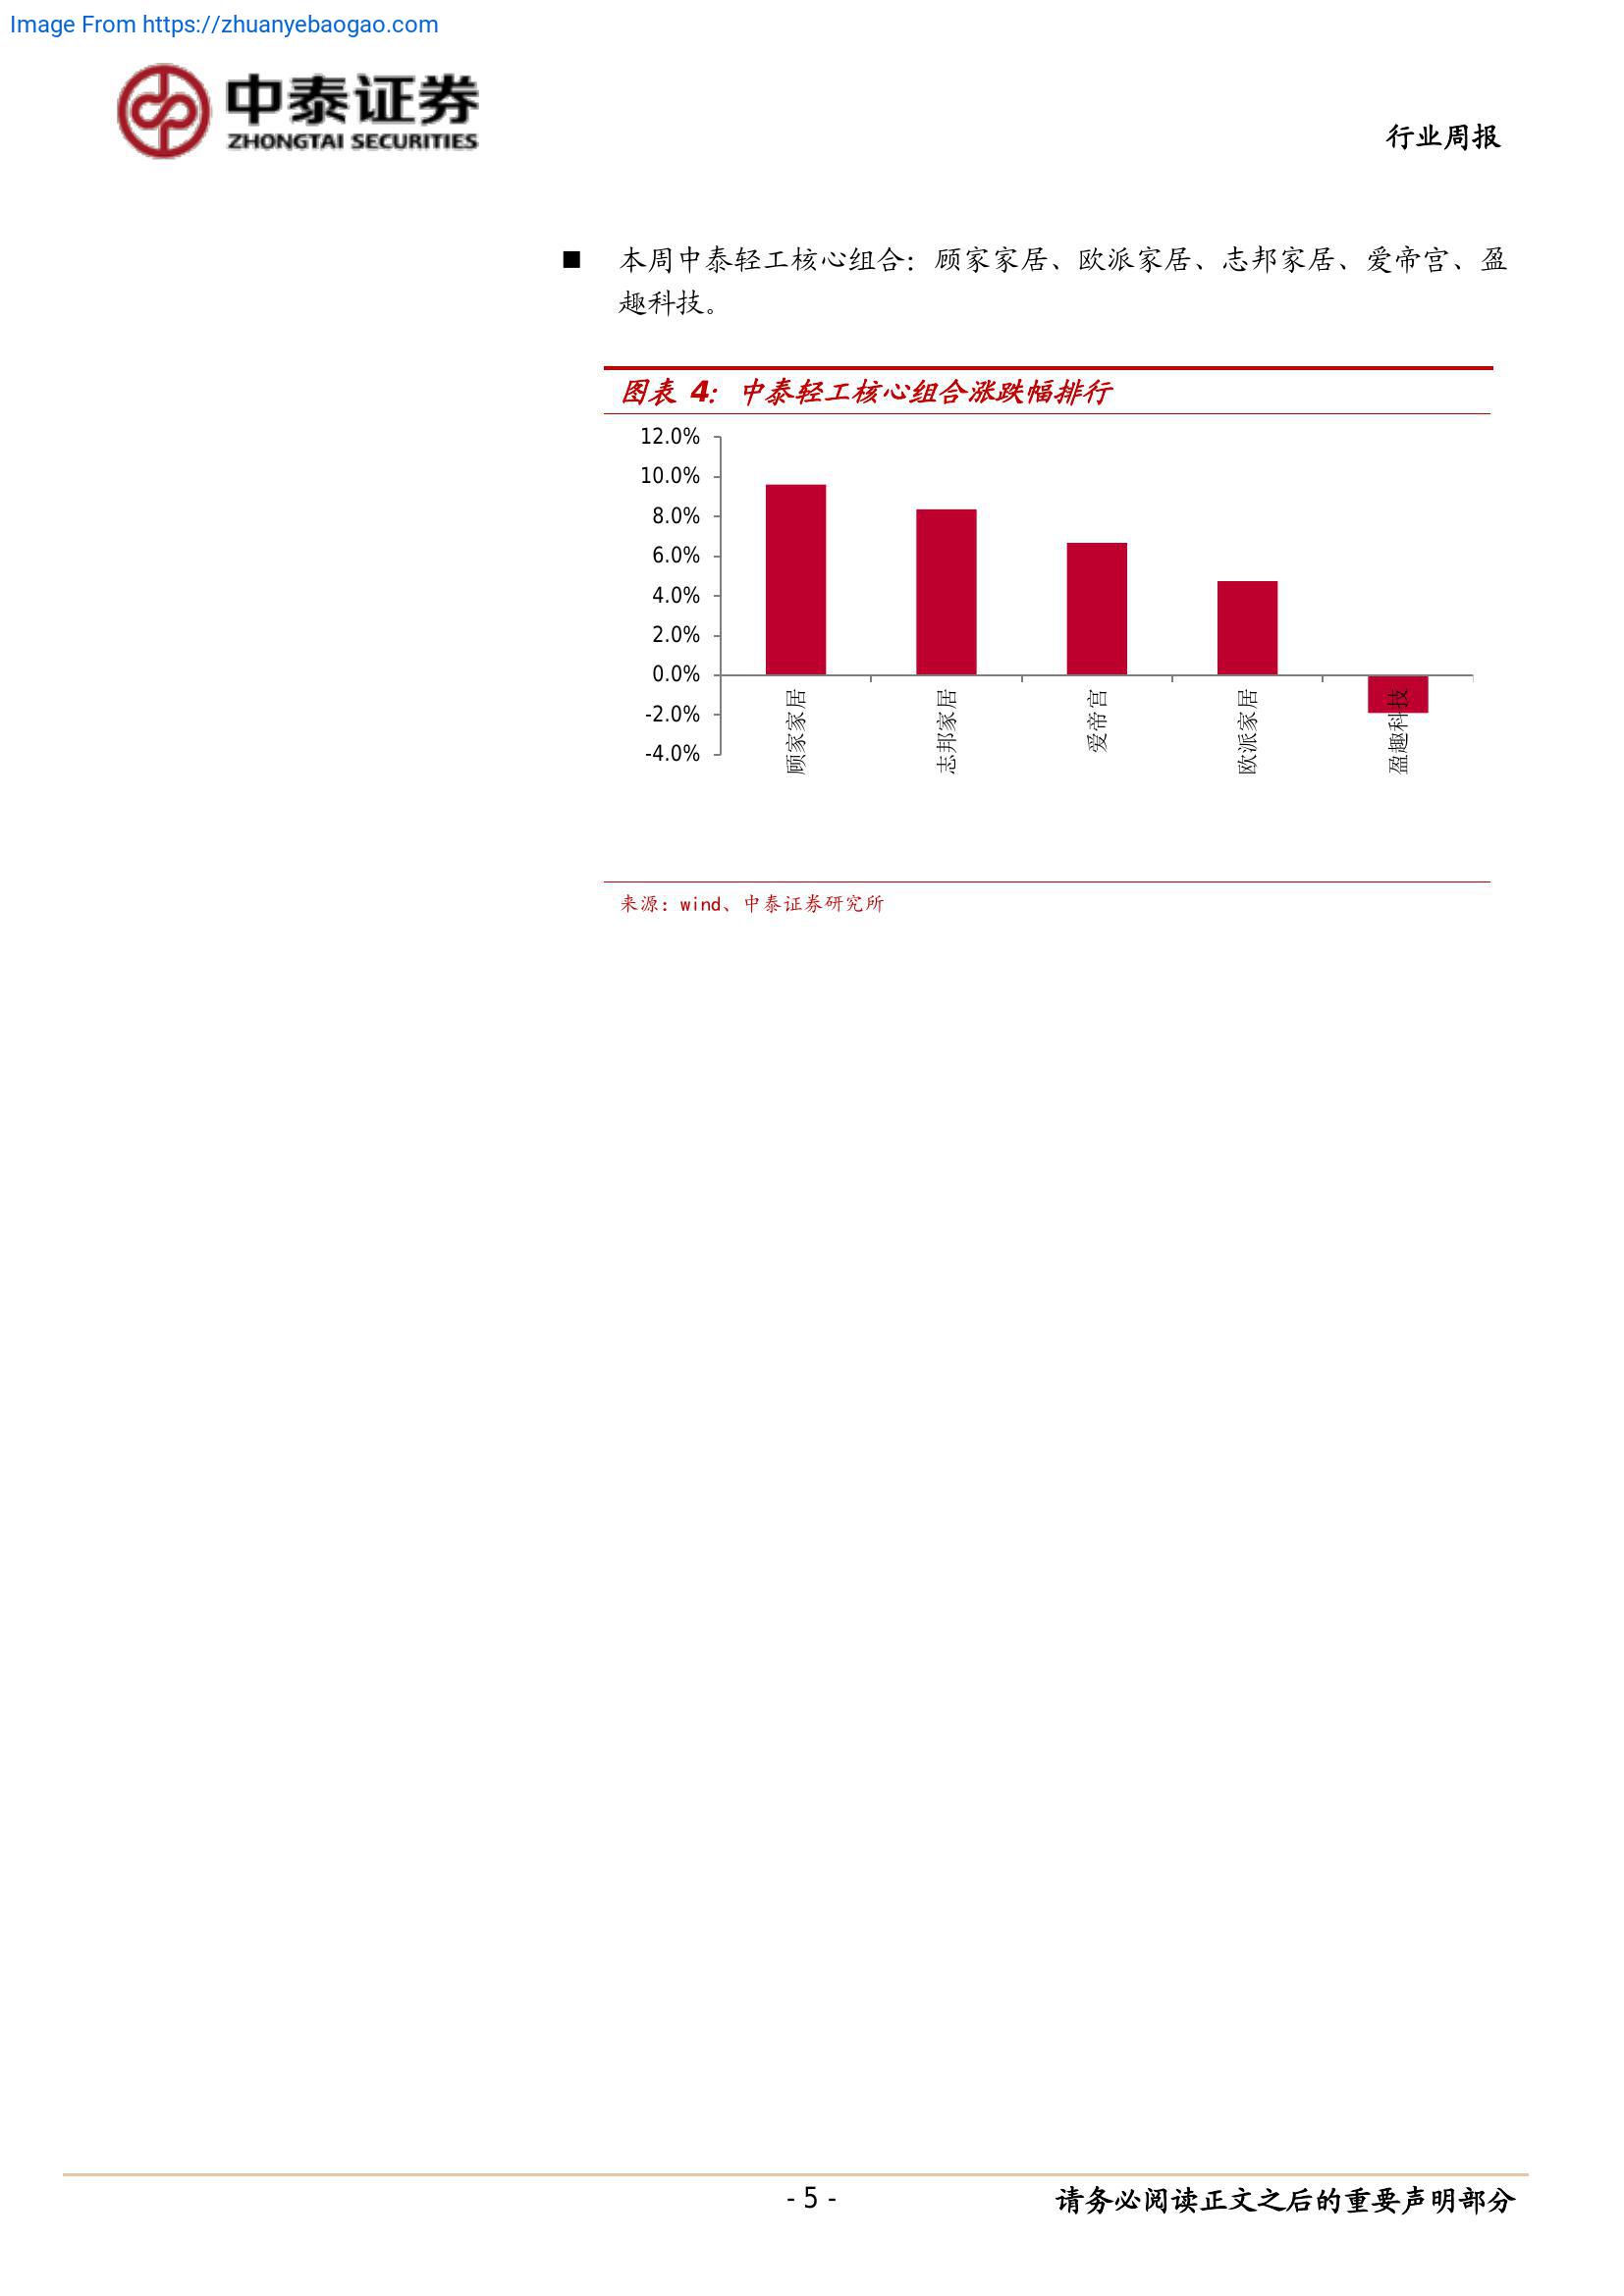 Image From https://zhuanyebaogao.com
中泰证券
ZHONGTAI SECURITIES
行业周报
■ 本周中泰轻工核心组合：顾家家居、欧派家居、志邦家居、爱帝宫、盈
趣科技。
图表 4：中泰轻工核心组合涨跌幅排行
12.0%
10.0%
8.0%
6.0%
4.0%
2.0%
0.0%
-2.0%
-4.0%
顾家家居
志邦家居
爱帝宫
欧派家居
盈趣科技
来源：wind、中泰证券研究所
- 5 -
请务必阅读正文之后的重要声明部分